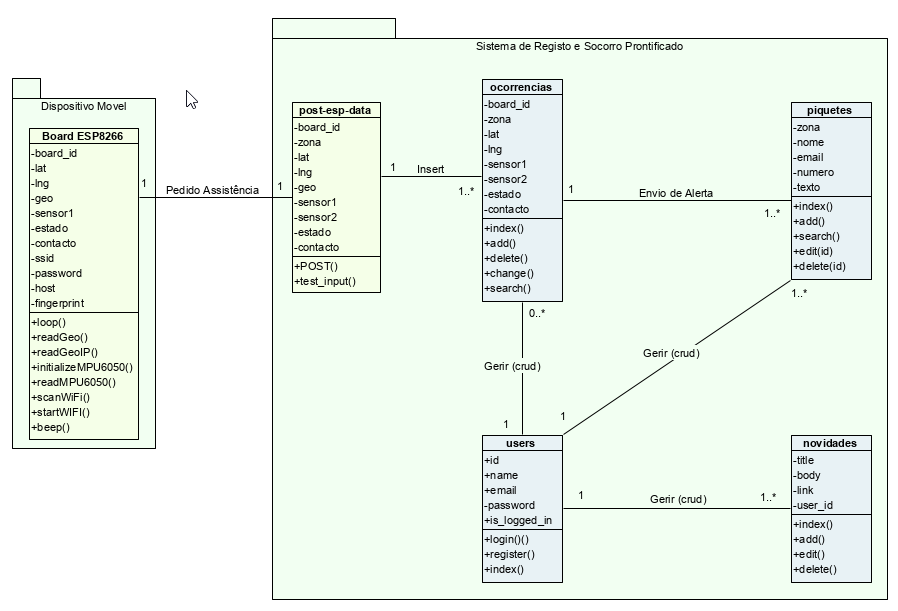 Sistema de Registo e Socorro Prontificado
Dispositivo Movel
Board ESP8266
-board_id
-lat
-lng
-geo
-sensor1
-estado
-contacto
-ssid
-password
-host
-fingerprint
+loop()
+readGeo()
+readGeoIP()
+initializeMPU6050()
+readMPU6050()
+scanWiFi()
+startWIFI()
+beep()
1
Pedido Assistência
1
post-esp-data
-board_id
-zona
-lat
-lng
-geo
-sensor1
-sensor2
-estado
-contacto
+POST()
+test_input()
1
Insert
1..*
ocorrencias
-board_id
-zona
-lat
-lng
-sensor1
-sensor2
-estado
-contacto
+index()
+add()
+delete()
+change()
+search()
1
Envio de Alerta
1..*
piquetes
-zona
-nome
-email
-numero
-texto
+index()
+add()
+search()
+edit(id)
+delete(id)
0..*
Gerir (crud)
1
1..*
Gerir (crud)
1
users
+id
+name
+email
-password
+is_logged_in
+login()()
+register()
+index()
1
Gerir (crud)
1..*
novidades
-title
-body
-link
-user_id
+index()
+add()
+edit()
+delete()